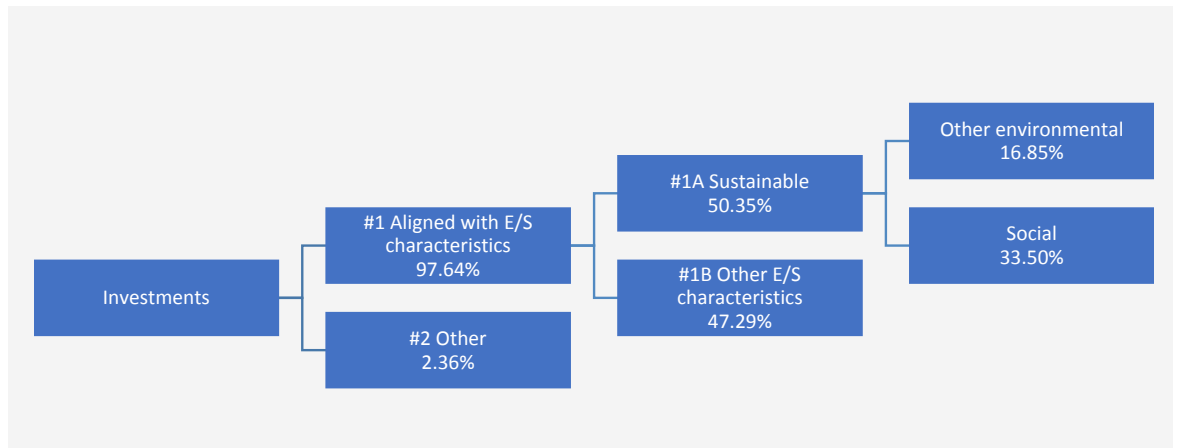 Investments
#1 Aligned with E/S
characteristics
97.64%
#2 Other
2.36%
#1A Sustainable
50.35%
#1B Other E/S
characteristics
47.29%
Other environmental
16.85%
Social
33.50%